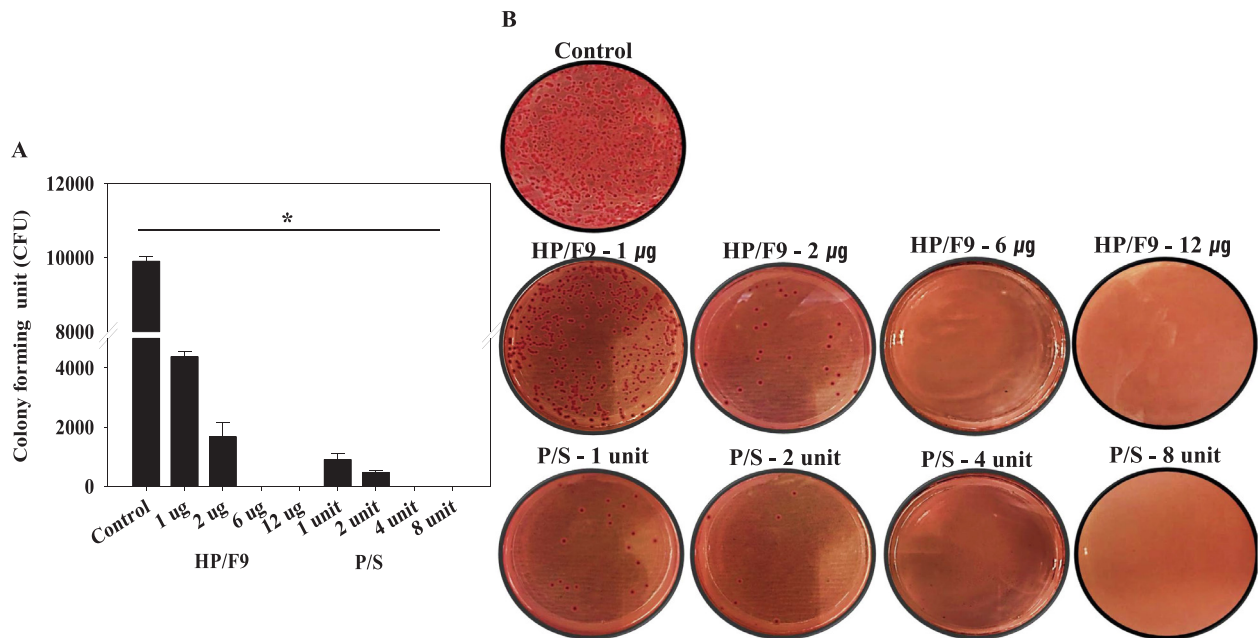 B
Control
A
12000
10000
8000
4000
2000
0
Colony forming unit (CFU)
*
Control
1 ug
2 ug
6 ug
12 ug
1 unit
2 unit
4 unit
8 unit
HP/F9
P/S
HP/F9 - 1 ㎍
HP/F9 - 2 ㎍
HP/F9 - 6 ㎍
HP/F9 - 12 ㎍
P/S - 1 unit
P/S - 2 unit
P/S - 4 unit
P/S - 8 unit